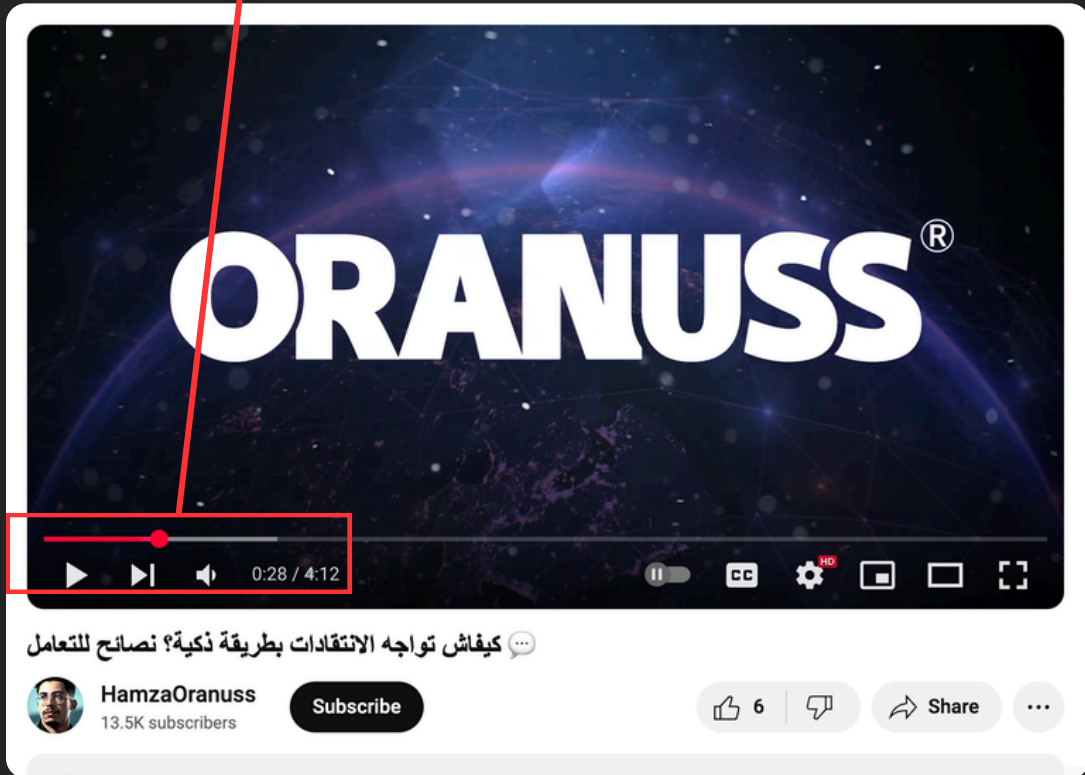 ORANUSS®
0:28 / 4:12
CC
HD
💬 كيفاش تواجه الانتقادات بطريقة ذكية؟ نصائح للتعامل
HamzaOranuss
13.5K subscribers
Subscribe
6
Share